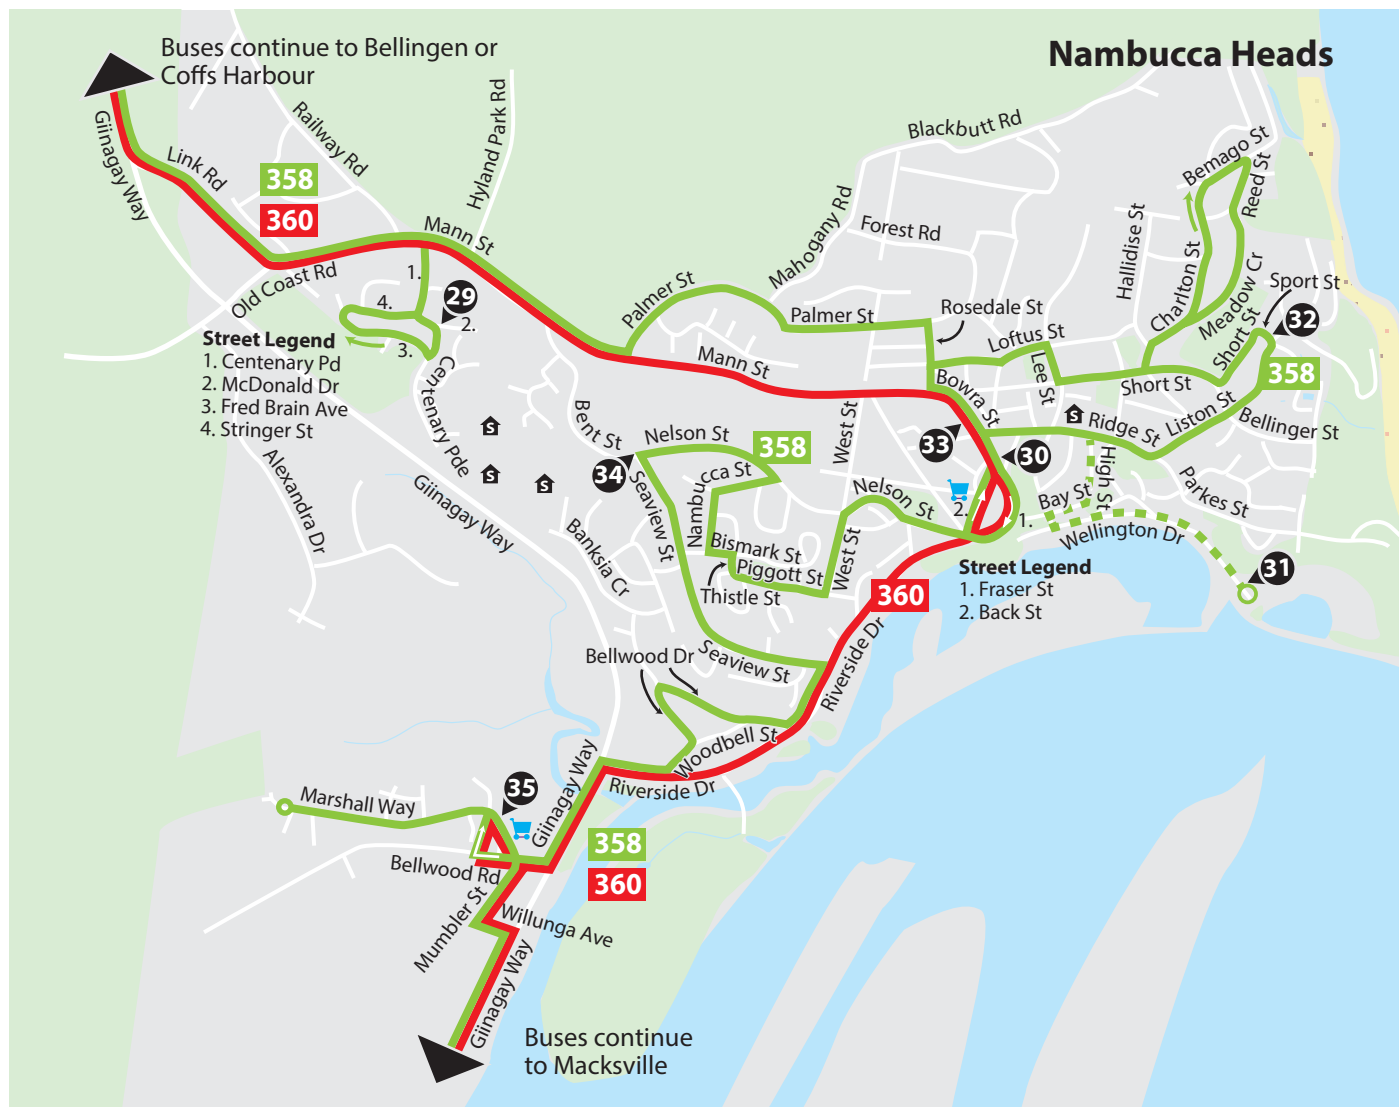 Nambucca Heads
Buses continue to Bellingen or
Coffs Harbour
Giinagay Way
Link Rd
358
360
Railway Rd
Hyland Park Rd
Mann St
Old Coast Rd
1.
4.
29
2.
3.
Street Legend
1. Centenary Pd
2. McDonald Dr
3. Fred Brain Ave
4. Stringer St
Centenary Pde
S
S
S
Alexandra Dr
Giinagay Way
Blackbutt Rd
Mahogany Rd
Forest Rd
Palmer St
Palmer St
Mann St
Rosedale St
Loftus St
Lee St
Hallidise St
Charlton St
Bemago St
Reed St
Meadow Cr
Sport St
32
Short St
Short St
358
Liston St
Bellinger St
S
Ridge St
Bowra St
33
30
West St
Bent St
Nelson St
358
34
Nambucca St
Seaview St
Banksia Cr
Bismark St
Piggott St
Thistle St
West St
Nelson St
2.
1.
Bay St
High St
Parkes St
Wellington Dr
31
Street Legend
1. Fraser St
2. Back St
360
Riverside Dr
Seaview St
Bellwood Dr
Woodbell St
Riverside Dr
Giinagay Way
35
Marshall Way
358
360
Bellwood Rd
Mumbler St
Willunga Ave
Giinagay Way
Buses continue
to Macksville